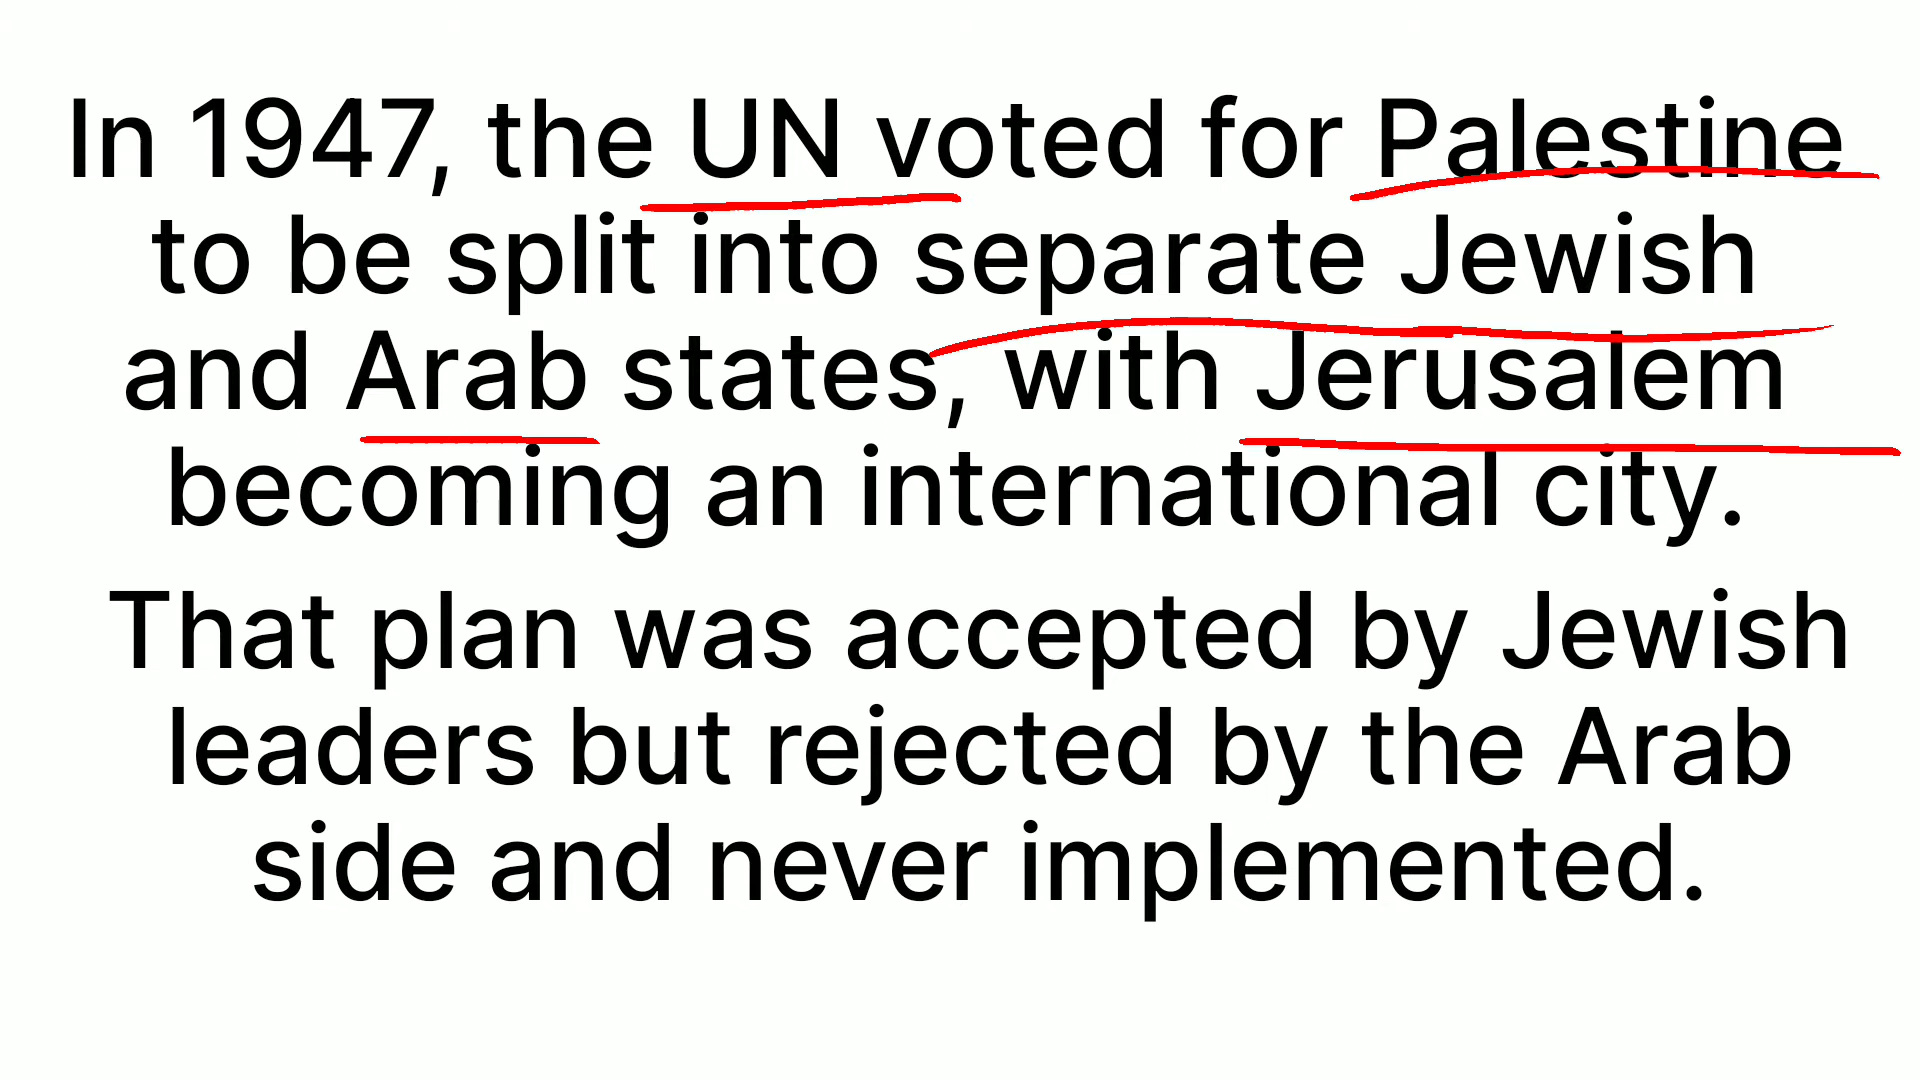 In 1947, the UN voted for Palestine
to be split into separate Jewish
and Arab states, with Jerusalem
becoming an international city.
That plan was accepted by Jewish
leaders but rejected by the Arab
side and never implemented.